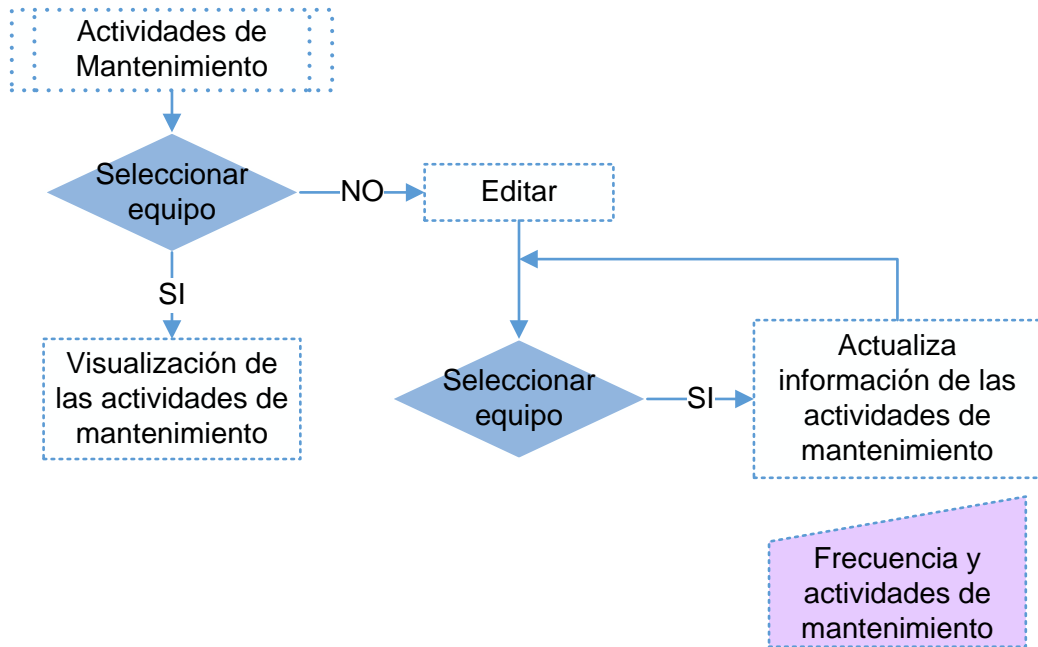 Actividades de
Mantenimiento
Seleccionar
equipo
NO
Editar
SI
Visualización de
las actividades de
mantenimiento
Seleccionar
equipo
SI
Actualiza
información de las
actividades de
mantenimiento
Frecuencia y
actividades de
mantenimiento